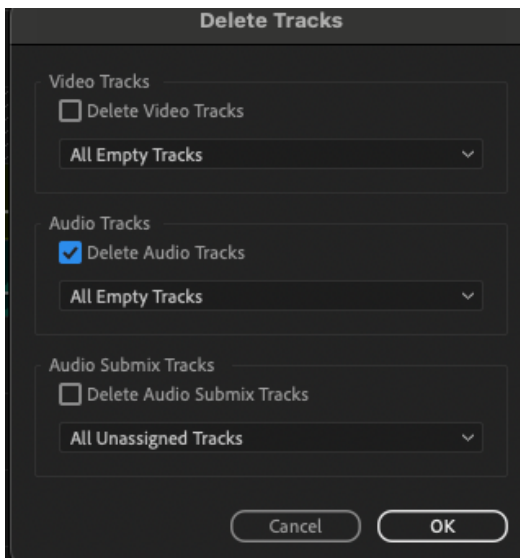 Delete Tracks
Video Tracks
Delete Video Tracks
All Empty Tracks
Audio Tracks
Delete Audio Tracks
All Empty Tracks
Audio Submix Tracks
Delete Audio Submix Tracks
All Unassigned Tracks
Cancel OK